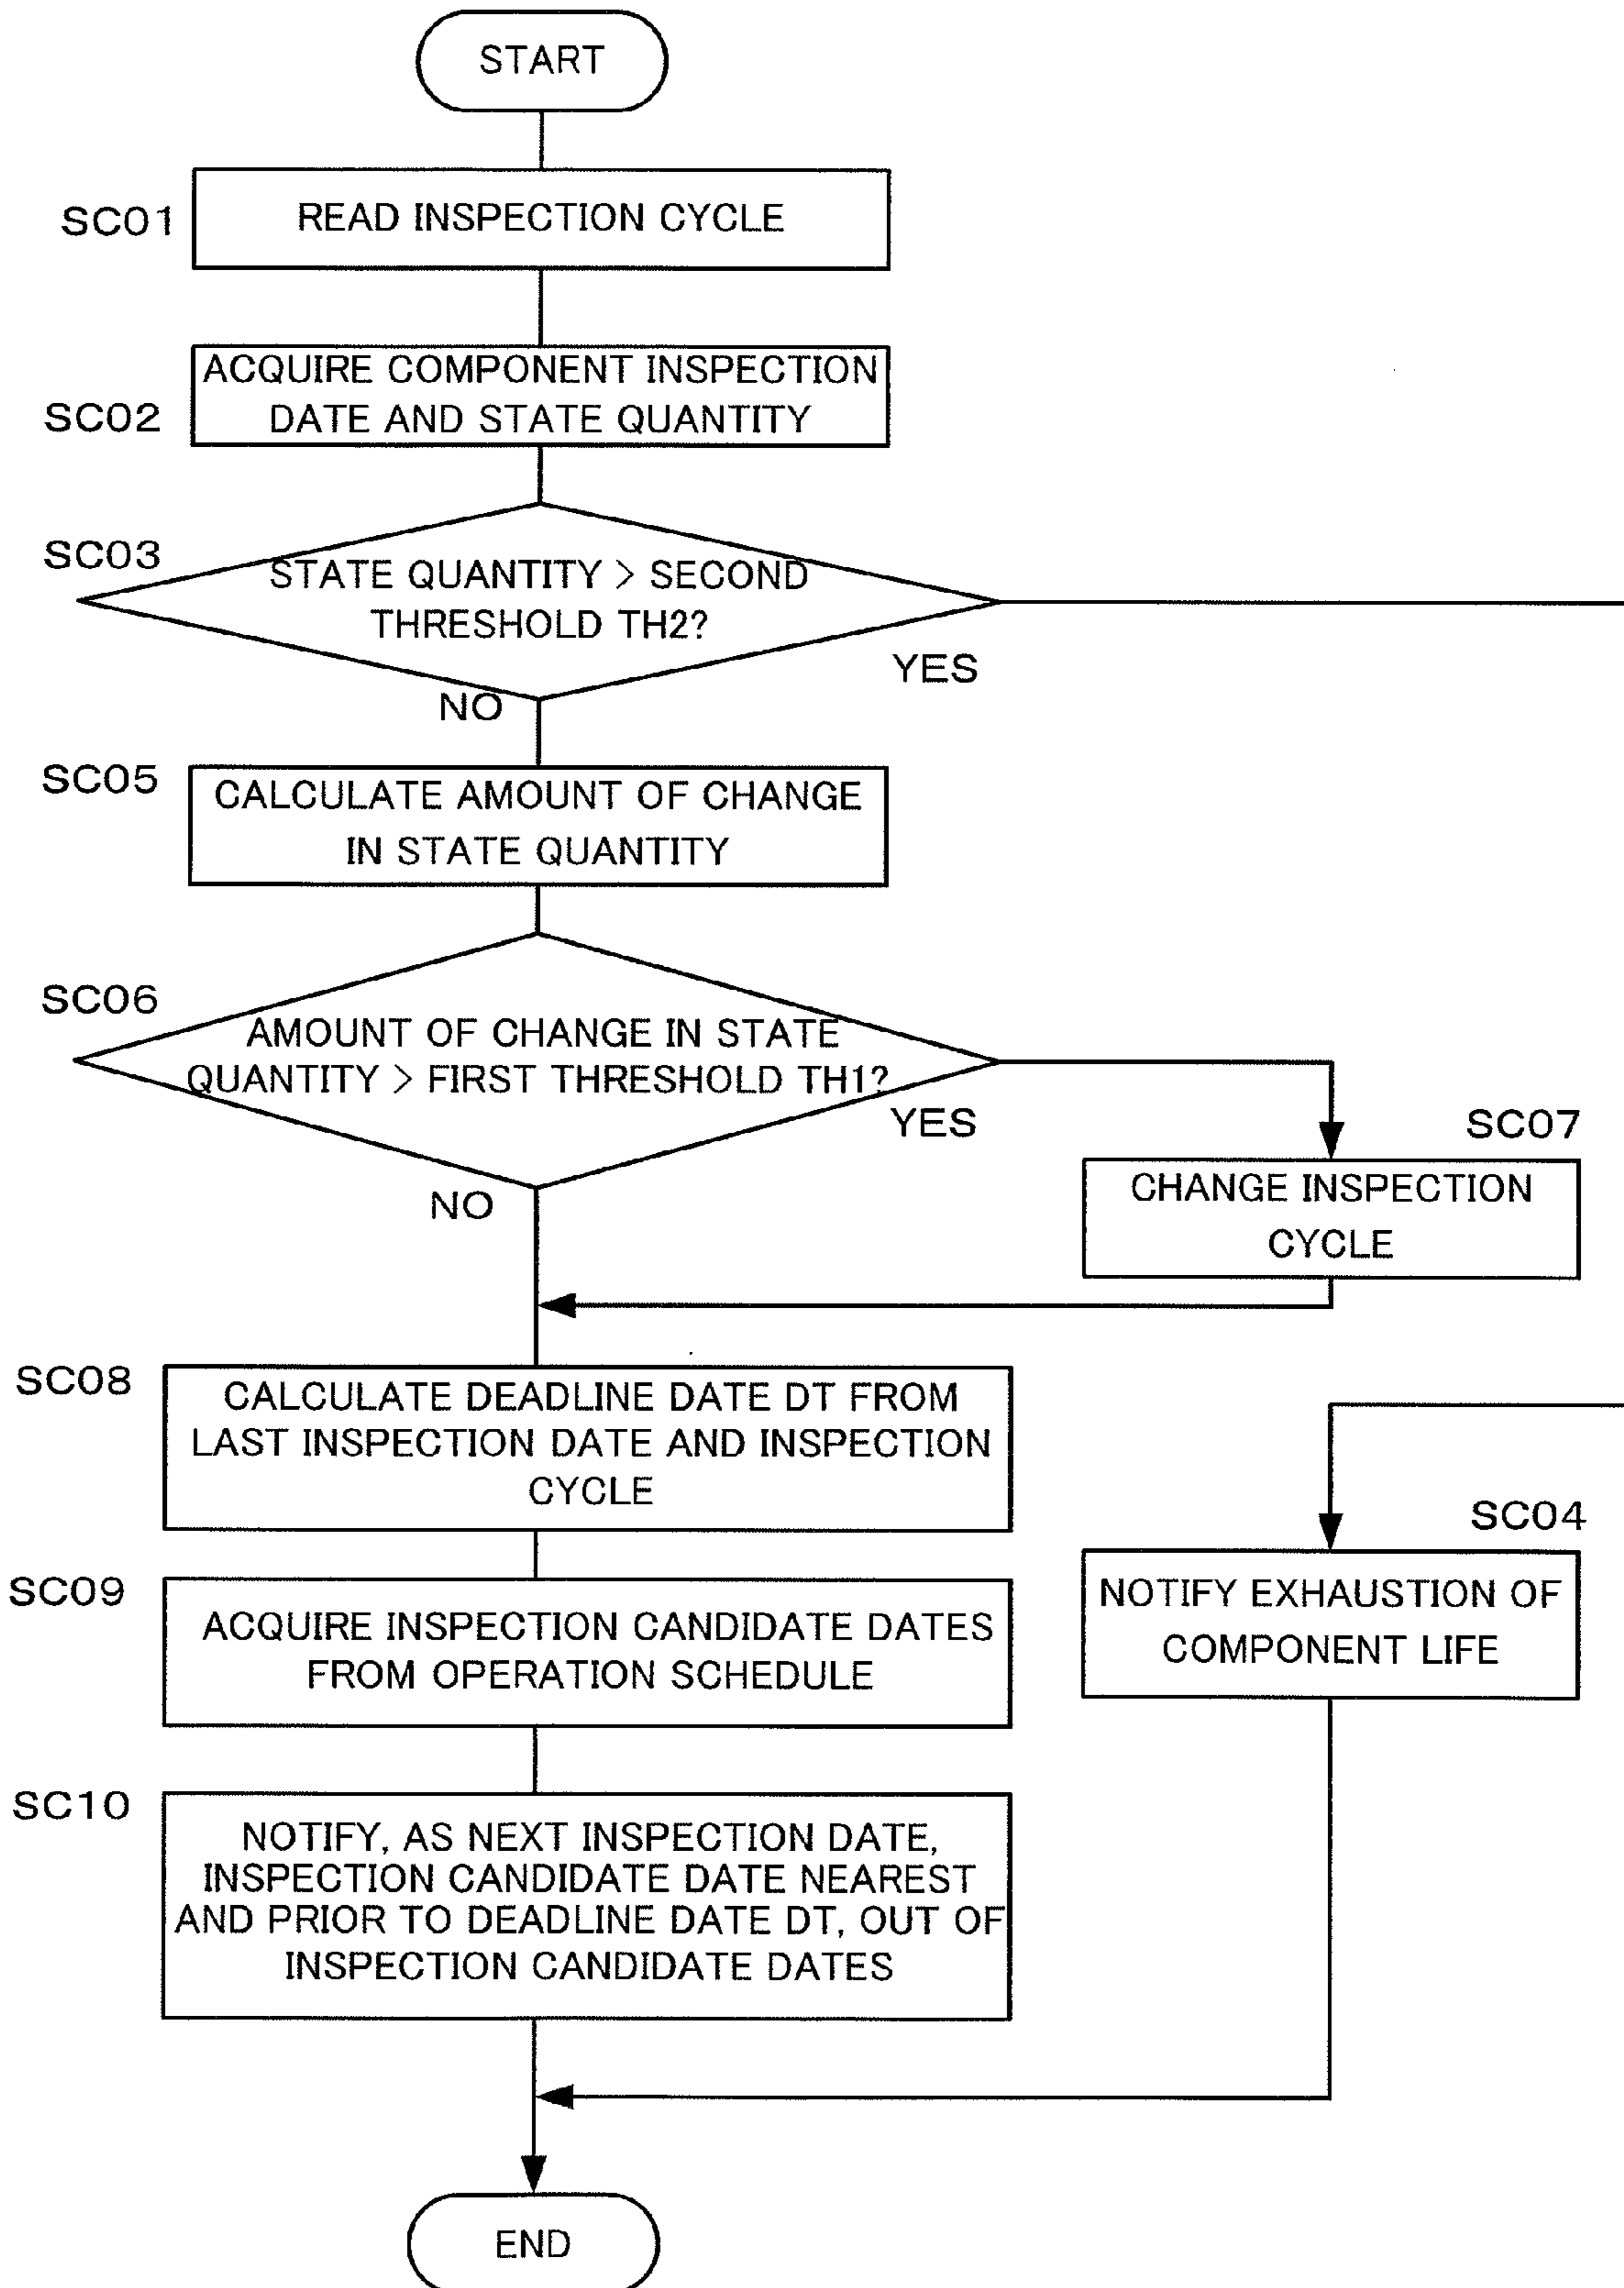 START
SC01
READ INSPECTION CYCLE
SC02
ACQUIRE COMPONENT INSPECTION
DATE AND STATE QUANTITY
SC03
STATE QUANTITY > SECOND
THRESHOLD TH2?
YES
NO
SC05
CALCULATE AMOUNT OF CHANGE
IN STATE QUANTITY
SC06
AMOUNT OF CHANGE IN STATE
QUANTITY > FIRST THRESHOLD TH1?
YES
NO
SC07
CHANGE INSPECTION
CYCLE
SC08
CALCULATE DEADLINE DATE DT FROM
LAST INSPECTION DATE AND INSPECTION
CYCLE
SC04
NOTIFY EXHAUSTION OF
COMPONENT LIFE
SC09
ACQUIRE INSPECTION CANDIDATE DATES
FROM OPERATION SCHEDULE
SC10
NOTIFY, AS NEXT INSPECTION DATE,
INSPECTION CANDIDATE DATE NEAREST
AND PRIOR TO DEADLINE DATE DT, OUT OF
INSPECTION CANDIDATE DATES
END